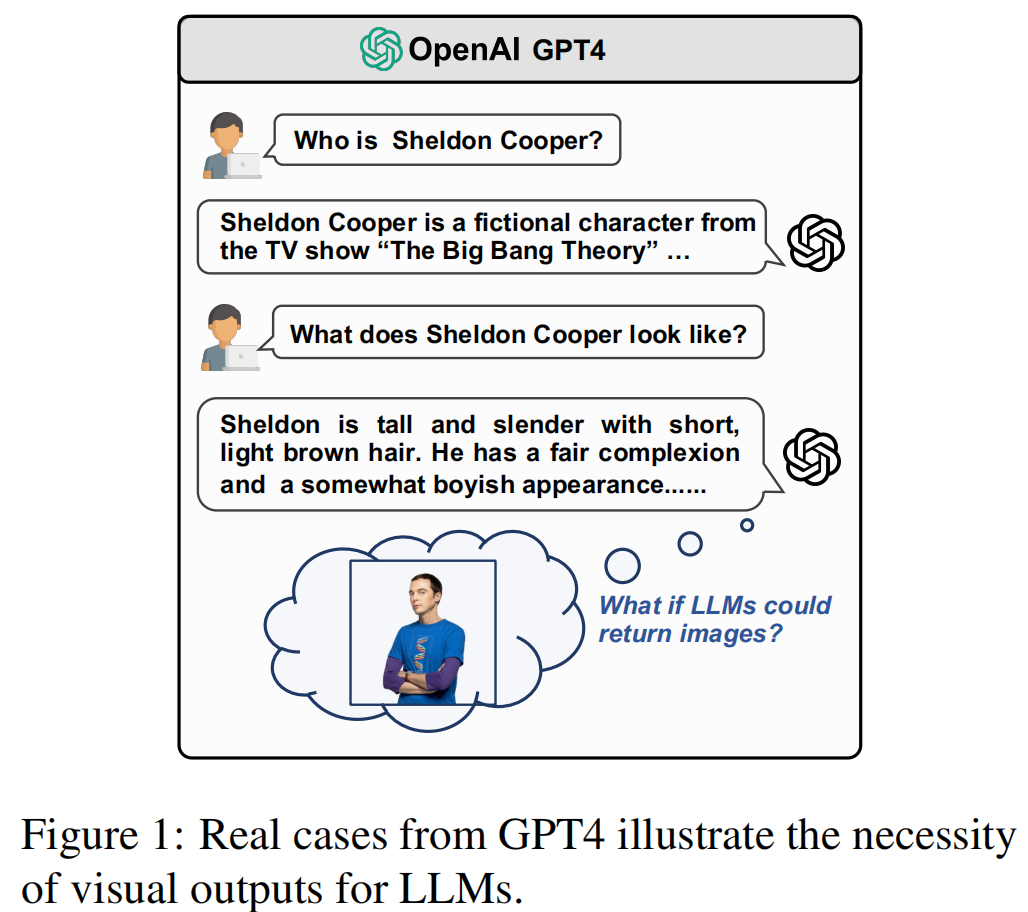 OpenAI GPT4
Who is Sheldon Cooper?
Sheldon Cooper is a fictional character from
the TV show “The Big Bang Theory” …
What does Sheldon Cooper look like?
Sheldon is tall and slender with short,
light brown hair. He has a fair complexion
and a somewhat boyish appearance......
What if LLMs could
return images?
Figure 1: Real cases from GPT4 illustrate the necessity
of visual outputs for LLMs.